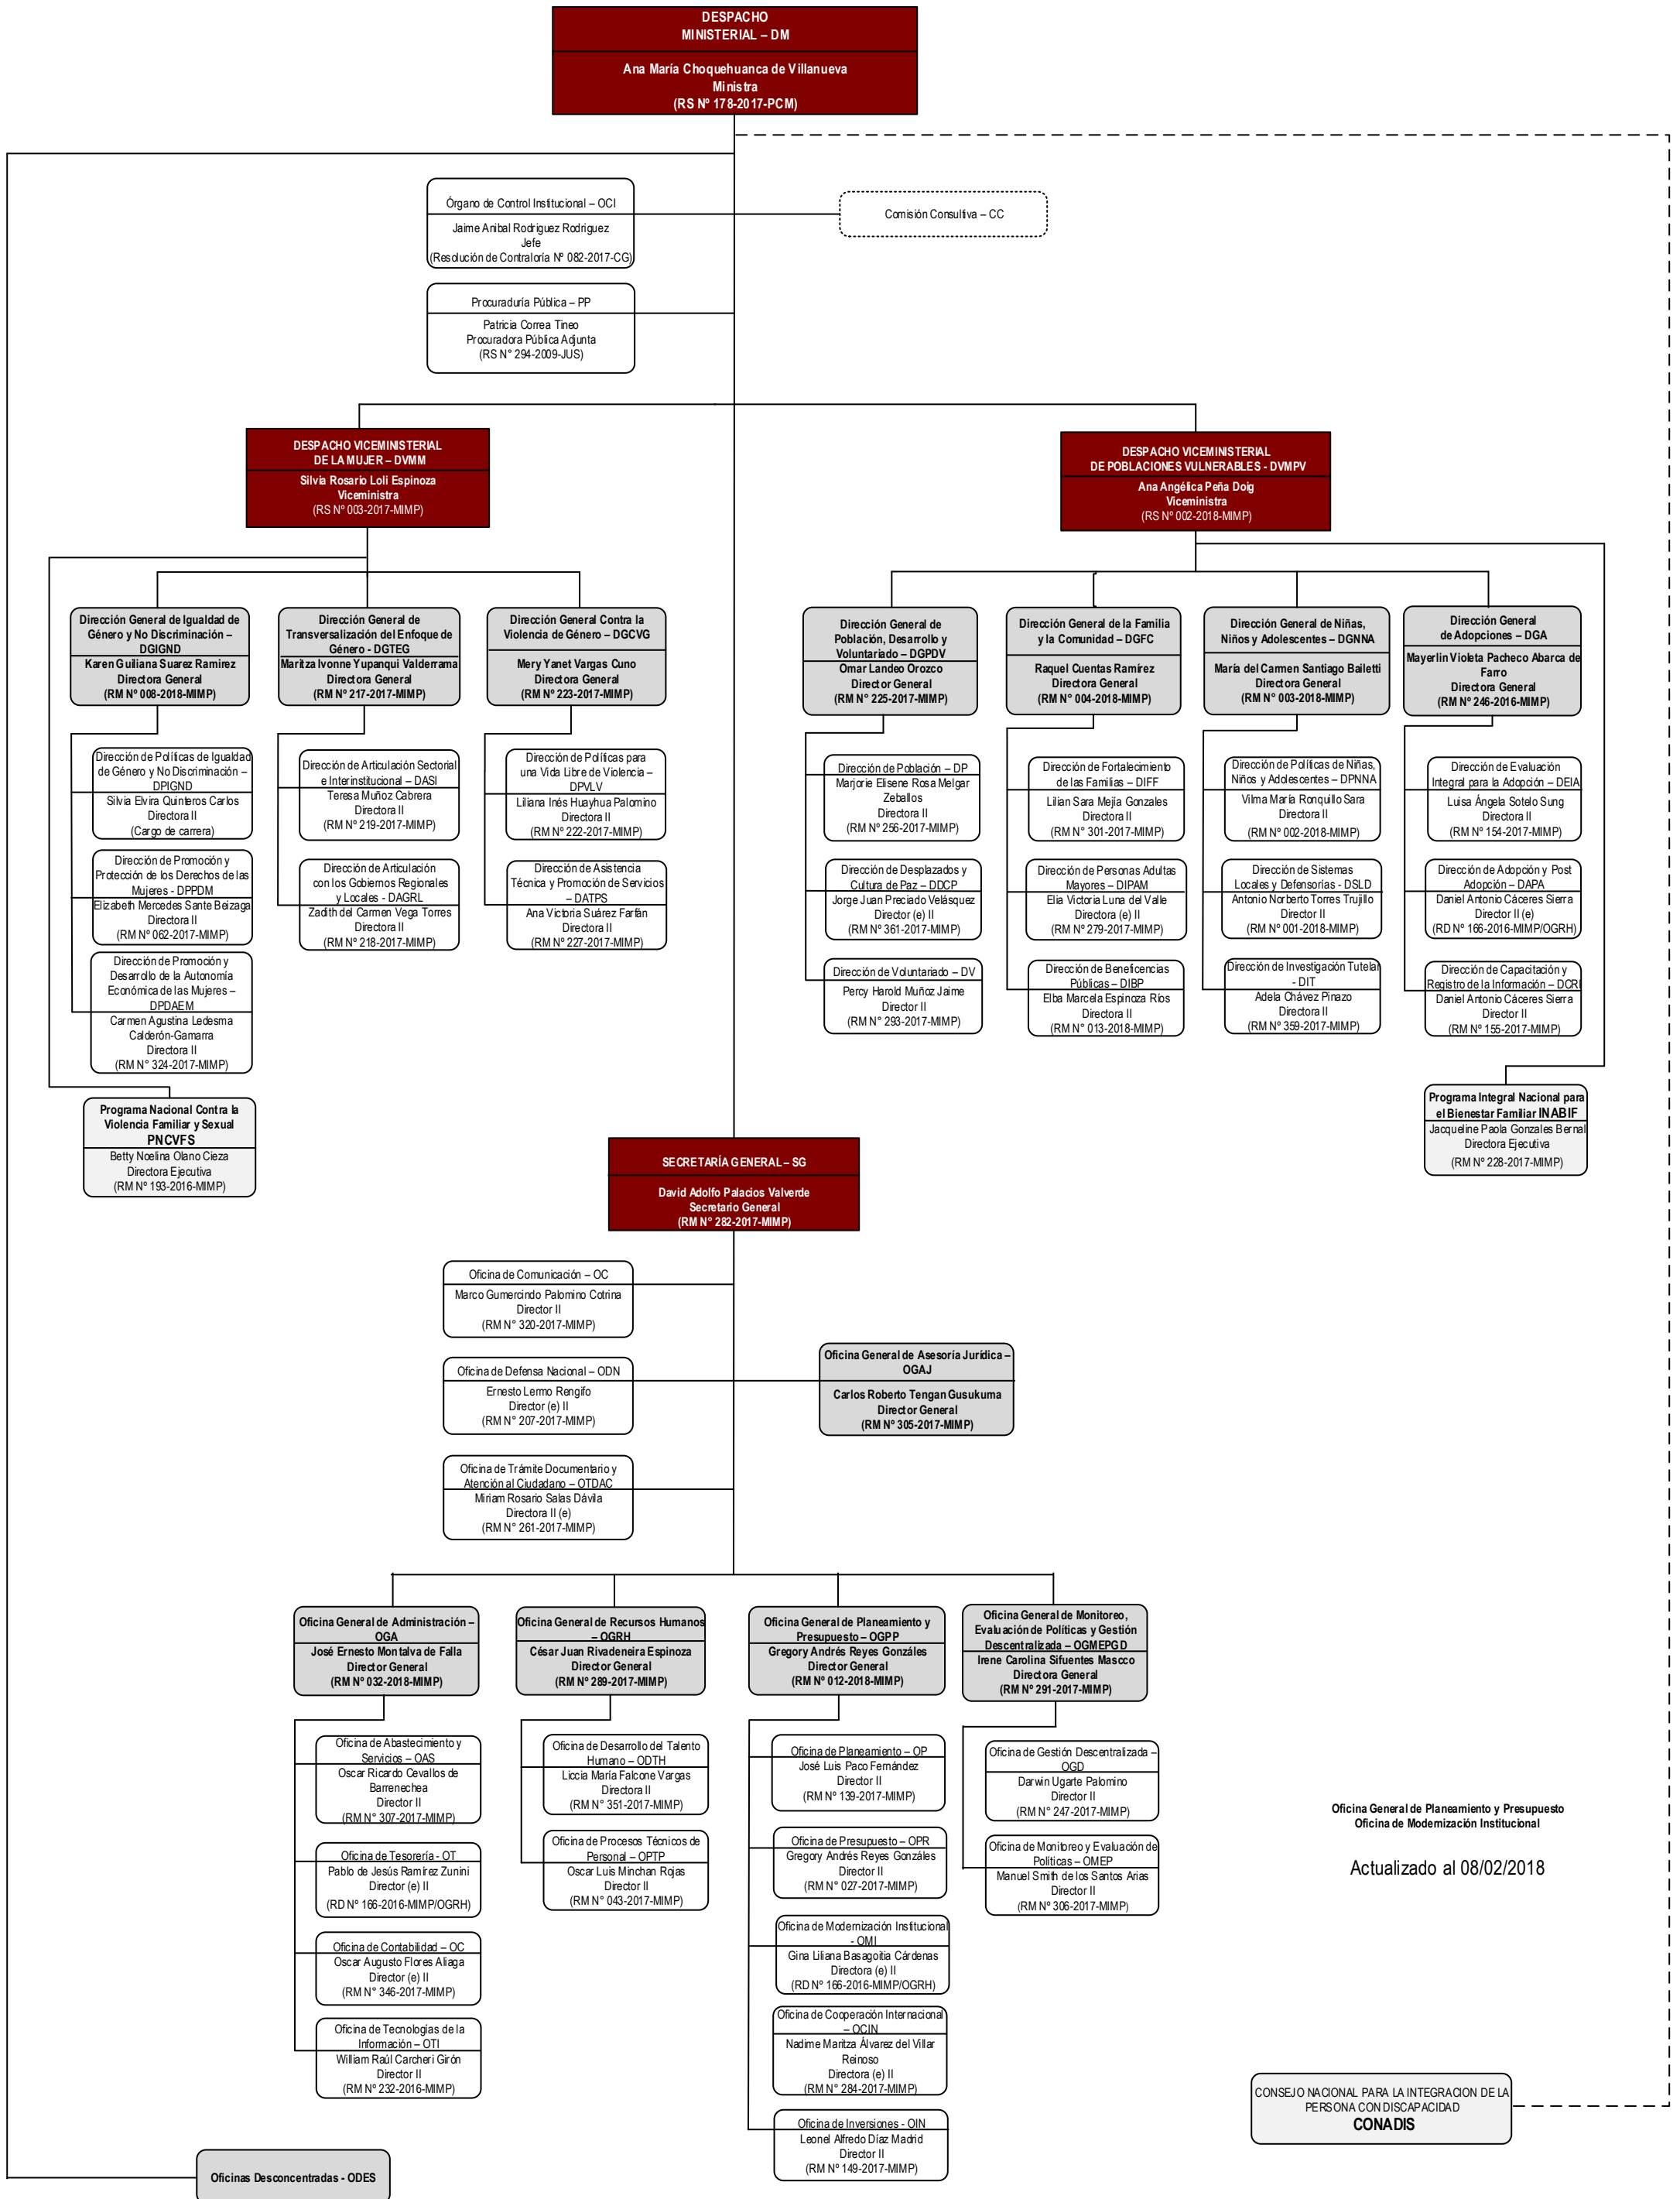 DESPACHO
MINISTERIAL – DM
Ana María Choquehuanca de Villanueva
Ministra
(RS Nº 178-2017-PCM)
Órgano de Control Institucional – OCI
Jaime Anibal Rodriguez Rodriguez
Jefe
(Resolución de Contraloría Nº 082-2017-CG)
Comisión Consultiva – CC
Procuraduría Pública – PP
Patricia Correa Tineo
Procuradora Pública Adjunta
(RS N° 294-2009-JUS)
DESPACHO VICEMINISTERIAL
DE LA MUJER – DVMM
Silvia Rosario Loli Espinoza
Viceministra
(RS Nº 003-2017-MIMP)
DESPACHO VICEMINISTERIAL
DE POBLACIONES VULNERABLES - DVMPV
Ana Angélica Peña Doig
Viceministra
(RS Nº 002-2018-MIMP)
Dirección General de Igualdad de
Género y No Discriminación –
DGIGND
Karen Guiliana Suarez Ramirez
Directora General
(RM Nº 008-2018-MIMP)
Dirección General de
Transversalización del Enfoque de
Género - DGTEG
Maritza Ivonne Yupanqui Valderrama
Directora General
(RM Nº 217-2017-MIMP)
Dirección General Contra la
Violencia de Género – DGCVG
Mery Yanet Vargas Cuno
Directora General
(RM Nº 223-2017-MIMP)
Dirección General de
Población, Desarrollo y
Voluntariado – DGPDV
Omar Landeo Orozco
Director General
(RM N° 225-2017-MIMP)
Dirección General de la Familia
y la Comunidad – DGFC
Raquel Cuentas Ramírez
Directora General
(RM N° 004-2018-MIMP)
Dirección General de Niñas,
Niños y Adolescentes – DGNNA
María del Carmen Santiago Bailetti
Directora General
(RM N° 003-2018-MIMP)
Dirección General
de Adopciones – DGA
Mayerlin Violeta Pacheco Abarca de
Farro
Directora General
(RM Nº 246-2016-MIMP)
Dirección de Políticas de Igualdad
de Género y No Discriminación –
DPIGND
Silvia Elvira Quinteros Carlos
Directora II
(Cargo de carrera)
Dirección de Promoción y
Protección de los Derechos de las
Mujeres - DPPDM
Elizabeth Mercedes Sante Beizaga
Directora II
(RM N° 062-2017-MIMP)
Dirección de Promoción y
Desarrollo de la Autonomía
Económica de las Mujeres –
DPDAEM
Carmen Agustina Ledesma
Calderón-Gamarra
Directora II
(RM N° 324-2017-MIMP)
Dirección de Articulación Sectorial
e Interinstitucional – DASI
Teresa Muñoz Cabrera
Directora II
(RM Nº 219-2017-MIMP)
Dirección de Articulación
con los Gobiernos Regionales
y Locales - DAGRL
Zadith del Carmen Vega Torres
Directora II
(RM Nº 218-2017-MIMP)
Dirección de Políticas para
una Vida Libre de Violencia –
DPVLV
Liliana Inés Huayhua Palomino
Directora II
(RM Nº 222-2017-MIMP)
Dirección de Asistencia
Técnica y Promoción de Servicios
– DATPS
Ana Victoria Suárez Farfán
Directora II
(RM N° 227-2017-MIMP)
Dirección de Población – DP
Marjorie Elisene Rosa Melgar
Zeballos
Directora II
(RM N° 256-2017-MIMP)
Dirección de Desplazados y
Cultura de Paz – DDCP
Jorge Juan Preciado Velásquez
Director (e) II
(RM N° 361-2017-MIMP)
Dirección de Voluntariado – DV
Percy Harold Muñoz Jaime
Director II
(RM N° 293-2017-MIMP)
Dirección de Fortalecimiento
de las Familias – DIFF
Lilian Sara Mejía Gonzales
Directora II
(RM N° 301-2017-MIMP)
Dirección de Personas Adultas
Mayores – DIPAM
Elia Victoria Luna del Valle
Directora (e) II
(RM N° 279-2017-MIMP)
Dirección de Beneficencias
Públicas – DIBP
Elba Marcela Espinoza Ríos
Directora II
(RM N° 013-2018-MIMP)
Dirección de Políticas de Niñas,
Niños y Adolescentes – DPNNA
Vilma María Ronquillo Sara
Directora II
(RM N° 002-2018-MIMP)
Dirección de Sistemas
Locales y Defensorías - DSLD
Antonio Norberto Torres Trujillo
Director II
(RM N° 001-2018-MIMP)
Dirección de Investigación Tutelar
- DIT
Adela Chávez Pinazo
Directora II
(RM Nº 359-2017-MIMP)
Dirección de Evaluación
Integral para la Adopción – DEIA
Luisa Ángela Sotelo Sung
Directora II
(RM N° 154-2017-MIMP)
Dirección de Adopción y Post
Adopción – DAPA
Daniel Antonio Cáceres Sierra
Director II (e)
(RD N° 166-2016-MIMP/OGRH)
Dirección de Capacitación y
Registro de la Información – DCRI
Daniel Antonio Cáceres Sierra
Director II
(RM N° 155-2017-MIMP)
Programa Nacional Contra la
Violencia Familiar y Sexual
PNCVFS
Betty Noelina Olano Cieza
Directora Ejecutiva
(RM N° 193-2016-MIMP)
Programa Integral Nacional para
el Bienestar Familiar INABIF
Jacqueline Paola Gonzales Bernal
Directora Ejecutiva
(RM N° 228-2017-MIMP)
SECRETARÍA GENERAL – SG
David Adolfo Palacios Valverde
Secretario General
(RM N° 282-2017-MIMP)
Oficina de Comunicación – OC
Marco Gumercindo Palomino Cotrina
Director II
(RM N° 320-2017-MIMP)
Oficina de Defensa Nacional – ODN
Ernesto Lermo Rengifo
Director (e) II
(RM N° 207-2017-MIMP)
Oficina General de Asesoría Jurídica –
OGAJ
Carlos Roberto Tengan Gusukuma
Director General
(RM Nº 305-2017-MIMP)
Oficina de Trámite Documentario y
Atención al Ciudadano – OTDAC
Miriam Rosario Salas Dávila
Directora II (e)
(RM N° 261-2017-MIMP)
Oficina General de Administración –
OGA
José Ernesto Montalva de Falla
Director General
(RM Nº 032-2018-MIMP)
Oficina General de Recursos Humanos
– OGRH
César Juan Rivadeneira Espinoza
Director General
(RM Nº 289-2017-MIMP)
Oficina General de Planeamiento y
Presupuesto – OGPP
Gregory Andrés Reyes Gonzáles
Director General
(RM Nº 012-2018-MIMP)
Oficina General de Monitoreo,
Evaluación de Políticas y Gestión
Descentralizada – OGMEPGD
Irene Carolina Sifuentes Mascco
Directora General
(RM N° 291-2017-MIMP)
Oficina de Abastecimiento y
Servicios – OAS
Oscar Ricardo Cevallos de
Barrenechea
Director II
(RM N° 307-2017-MIMP)
Oficina de Tesorería - OT
Pablo de Jesús Ramírez Zunini
Director (e) II
(RD N° 166-2016-MIMP/OGRH)
Oficina de Contabilidad – OC
Oscar Augusto Flores Aliaga
Director (e) II
(RM N° 346-2017-MIMP)
Oficina de Tecnologías de la
Información – OTI
William Raúl Carcheri Girón
Director II
(RM Nº 232-2016-MIMP)
Oficina de Desarrollo del Talento
Humano – ODTH
Liccia María Falcone Vargas
Directora II
(RM N° 351-2017-MIMP)
Oficina de Procesos Técnicos de
Personal – OPTP
Oscar Luis Minchan Rojas
Director II
(RM N° 043-2017-MIMP)
Oficina de Planeamiento – OP
José Luis Paco Fernández
Director II
(RM N° 139-2017-MIMP)
Oficina de Presupuesto – OPR
Gregory Andrés Reyes Gonzáles
Director II
(RM N° 027-2017-MIMP)
Oficina de Modernización Institucional
- OMI
Gina Liliana Basagoitia Cárdenas
Directora (e) II
(RD Nº 166-2016-MIMP/OGRH)
Oficina de Cooperación Internacional
– OCIN
Nadime Maritza Álvarez del Villar
Reinoso
Directora (e) II
(RM N° 284-2017-MIMP)
Oficina de Inversiones - OIN
Leonel Alfredo Díaz Madrid
Director II
(RM N° 149-2017-MIMP)
Oficina de Gestión Descentralizada –
OGD
Darwin Ugarte Palomino
Director II
(RM N° 247-2017-MIMP)
Oficina de Monitoreo y Evaluación de
Políticas – OMEP
Manuel Smith de los Santos Arias
Director II
(RM N° 306-2017-MIMP)
Oficina General de Planeamiento y Presupuesto
Oficina de Modernización Institucional
Actualizado al 08/02/2018
CONSEJO NACIONAL PARA LA INTEGRACION DE LA
PERSONA CON DISCAPACIDAD
CONADIS
Oficinas Desconcentradas - ODES